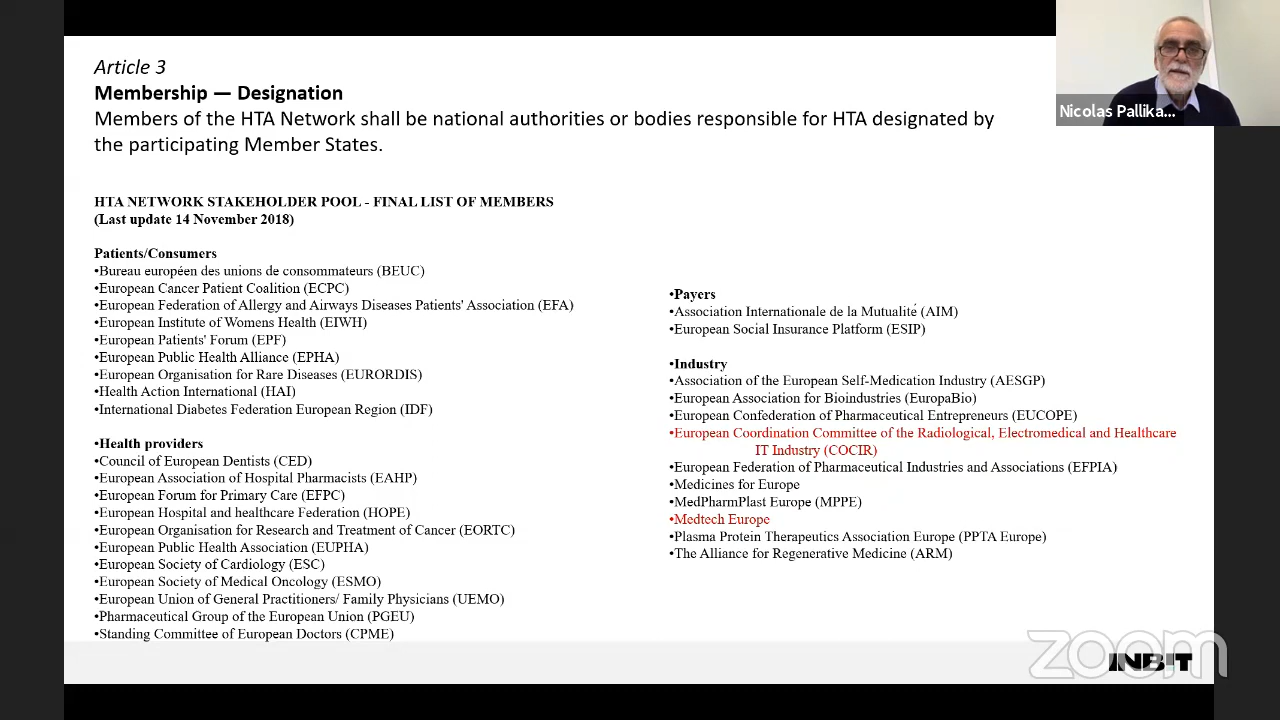 Article 3
Membership — Designation
Members of the HTA Network shall be national authorities or bodies responsible for HTA designated by
the participating Member States.
HTA NETWORK STAKEHOLDER POOL - FINAL LIST OF MEMBERS
(Last update 14 November 2018)
Patients/Consumers
•Bureau européen des unions de consommateurs (BEUC)
•European Cancer Patient Coalition (ECPC)
•European Federation of Allergy and Airways Diseases Patients' Association (EFA)
•European Institute of Womens Health (EIWH)
•European Patients' Forum (EPF)
•European Public Health Alliance (EPHA)
•European Organisation for Rare Diseases (EURORDIS)
•Health Action International (HAI)
•International Diabetes Federation European Region (IDF)
•Health providers
•Council of European Dentists (CED)
•European Association of Hospital Pharmacists (EAHP)
•European Forum for Primary Care (EFPC)
•European Hospital and healthcare Federation (HOPE)
•European Organisation for Research and Treatment of Cancer (EORTC)
•European Public Health Association (EUPHA)
•European Society of Cardiology (ESC)
•European Society of Medical Oncology (ESMO)
•European Union of General Practitioners/ Family Physicians (UEMO)
•Pharmaceutical Group of the European Union (PGEU)
•Standing Committee of European Doctors (CPME)
•Payers
•Association Internationale de la Mutualité (AIM)
•European Social Insurance Platform (ESIP)
•Industry
•Association of the European Self-Medication Industry (AESGP)
•European Association for Bioindustries (EuropaBio)
•European Confederation of Pharmaceutical Entrepreneurs (EUCOPE)
•European Coordination Committee of the Radiological, Electromedical and Healthcare
IT Industry (COCIR)
•European Federation of Pharmaceutical Industries and Associations (EFPIA)
•Medicines for Europe
•MedPharmPlast Europe (MPPE)
•Medtech Europe
•Plasma Protein Therapeutics Association Europe (PPTA Europe)
•The Alliance for Regenerative Medicine (ARM)
Nicolas Pallika...
zoom
INB!T